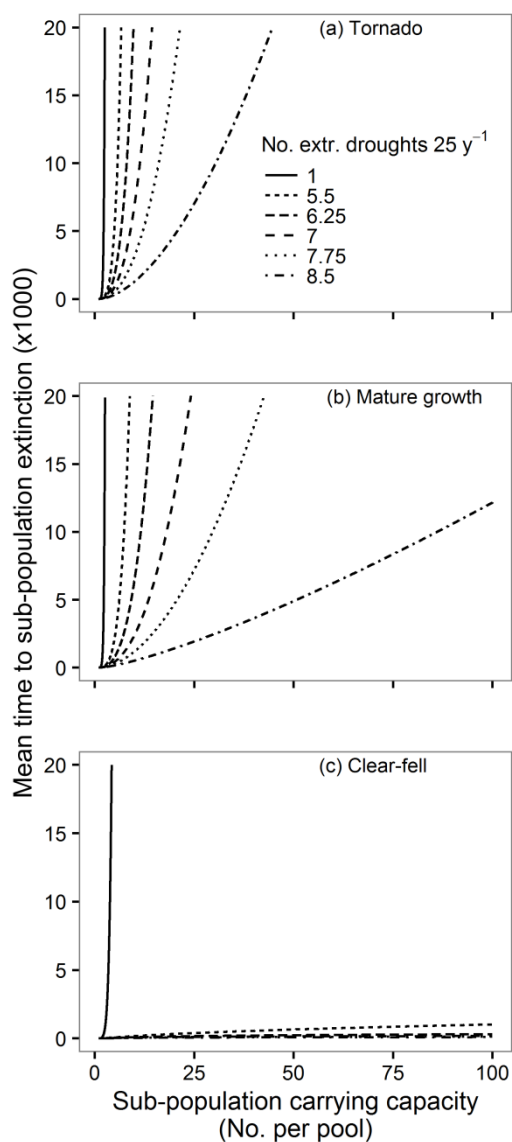 Mean time to sub-population extinction (x1000)
(a) Tornado
20
15
10
5
0
No. extr. droughts 25 y⁻¹
1
5.5
6.25
7
7.75
8.5
(b) Mature growth
20
15
10
5
0
(c) Clear-fell
20
15
10
5
0
0 25 50 75 100
Sub-population carrying capacity
(No. per pool)